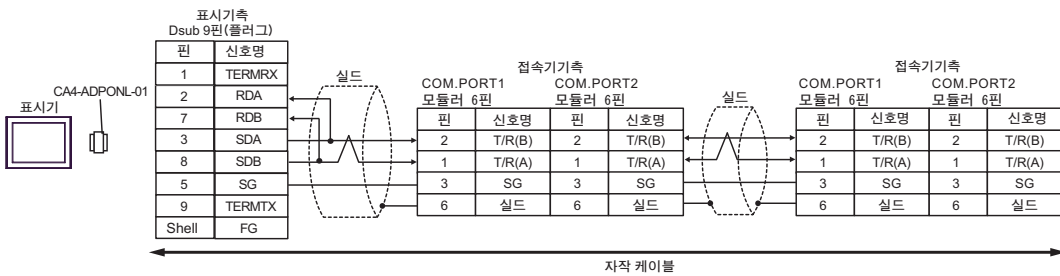 표시기측
Dsub 9핀(플러그)
핀 신호명
1 TERMRX
2 RDA
7 RDB
3 SDA
8 SDB
5 SG
9 TERMTX
Shell FG
표시기
CA4-ADPONL-01
실드
접속기기측
COM.PORT1 COM.PORT2
모듈러 6핀 모듈러 6핀
핀 신호명 핀 신호명
2 T/R(B) 2 T/R(B)
1 T/R(A) 1 T/R(A)
3 SG 3 SG
6 실드 6 실드
실드
접속기기측
COM.PORT1 COM.PORT2
모듈러 6핀 모듈러 6핀
핀 신호명 핀 신호명
2 T/R(B) 2 T/R(B)
1 T/R(A) 1 T/R(A)
3 SG 3 SG
6 실드 6 실드
자작 케이블